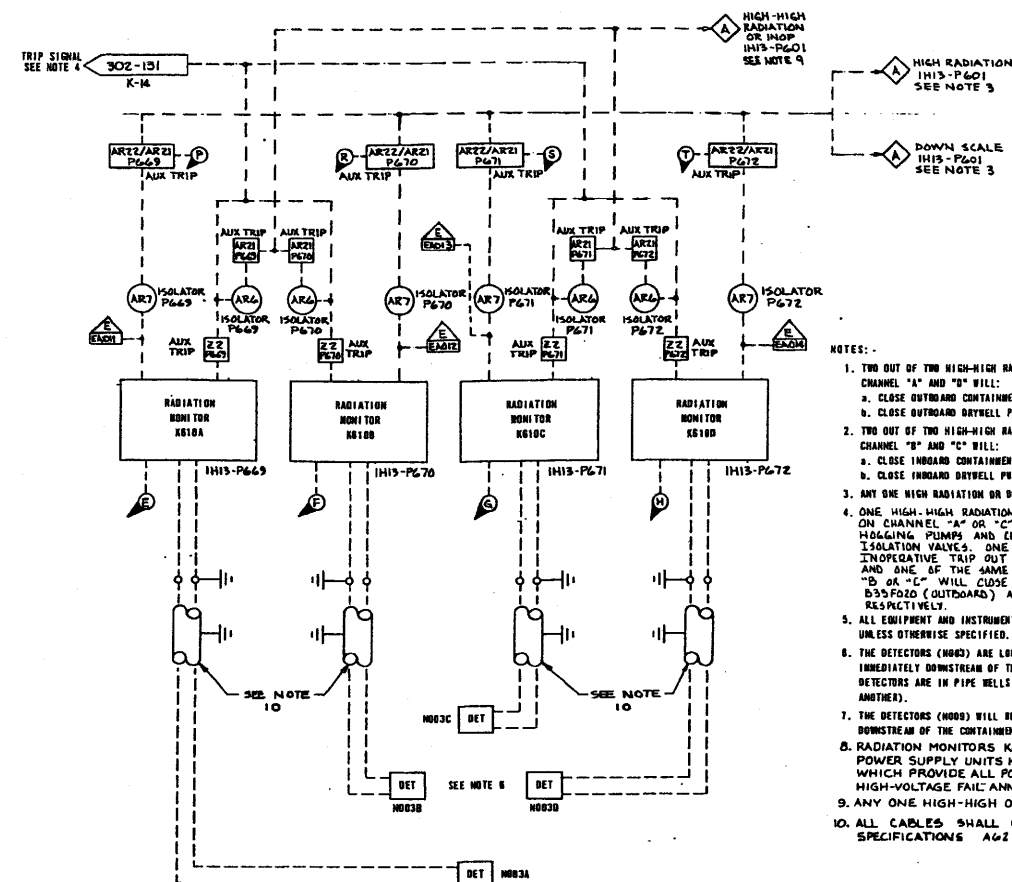 HIGH-HIGH
RADIATION
OR INOP
1H13-P601
SEE NOTE 9
A
TRIP SIGNAL
SEE NOTE 4
302-131
K-14
A
HIGH RADIATION
1H13-P601
SEE NOTE 3
A
DOWN SCALE
1H13-P601
SEE NOTE 3
AR22/AR21
P669
P
AUX TRIP
R
AR22/AR21
P670
AUX TRIP
AR22/AR21
P671
S
AUX TRIP
T
AR22/AR21
P672
AUX TRIP
AUX TRIP AUX TRIP
AR21
P669
AR21
P670
E
EA013
AUX TRIP AUX TRIP
AR21
P671
AR21
P672
AR7
ISOLATOR
P669
AR6
ISOLATOR
P669
AR6
ISOLATOR
P670
AR7
ISOLATOR
P670
AR7
ISOLATOR
P671
AR6
ISOLATOR
P671
AR6
ISOLATOR
P672
AR7
ISOLATOR
P672
E
EA011
AUX
TRIP
Z2
P669
Z2
P670
AUX
TRIP
E
EA012
AUX
TRIP
Z2
P671
Z2
P672
AUX
TRIP
E
EA014
RADIATION
MONITOR
K610A
1H13-P669
RADIATION
MONITOR
K610B
1H13-P670
RADIATION
MONITOR
K610C
1H13-P671
RADIATION
MONITOR
K610D
1H13-P672
E
F
G
H
SEE NOTE
10
SEE NOTE
10
N003C
DET
DET
N003B
SEE NOTE 6
DET
N003D
DET
N003A
NOTES: -
1. TWO OUT OF TWO HIGH-HIGH RA
CHANNEL "A" AND "D" WILL:
a. CLOSE OUTBOARD CONTAINME
b. CLOSE OUTBOARD DRYWELL P
2. TWO OUT OF TWO HIGH-HIGH RA
CHANNEL "B" AND "C" WILL:
a. CLOSE INBOARD CONTAINMEN
b. CLOSE INBOARD DRYWELL PU
3. ANY ONE HIGH RADIATION OR D
4. ONE HIGH-HIGH RADIATION
ON CHANNEL "A" OR "C"
HOGGING PUMPS AND CL
ISOLATION VALVES. ONE
INOPERATIVE TRIP OUT
AND ONE OF THE SAME
"B OR "C" WILL CLOSE
B33F020 (OUTBOARD) A
RESPECTIVELY.
5. ALL EQUIPMENT AND INSTRUMENT
UNLESS OTHERWISE SPECIFIED.
6. THE DETECTORS (N003) ARE LO
IMMEDIATELY DOWNSTREAM OF T
DETECTORS ARE IN PIPE WELLS
ANOTHER).
7. THE DETECTORS (N009) WILL BE
DOWNSTREAM OF THE CONTAINMEN
8. RADIATION MONITORS K
POWER SUPPLY UNITS K
WHICH PROVIDE ALL PO
HIGH-VOLTAGE FAIL ANN
9. ANY ONE HIGH-HIGH O
10. ALL CABLES SHALL
SPECIFICATIONS A62